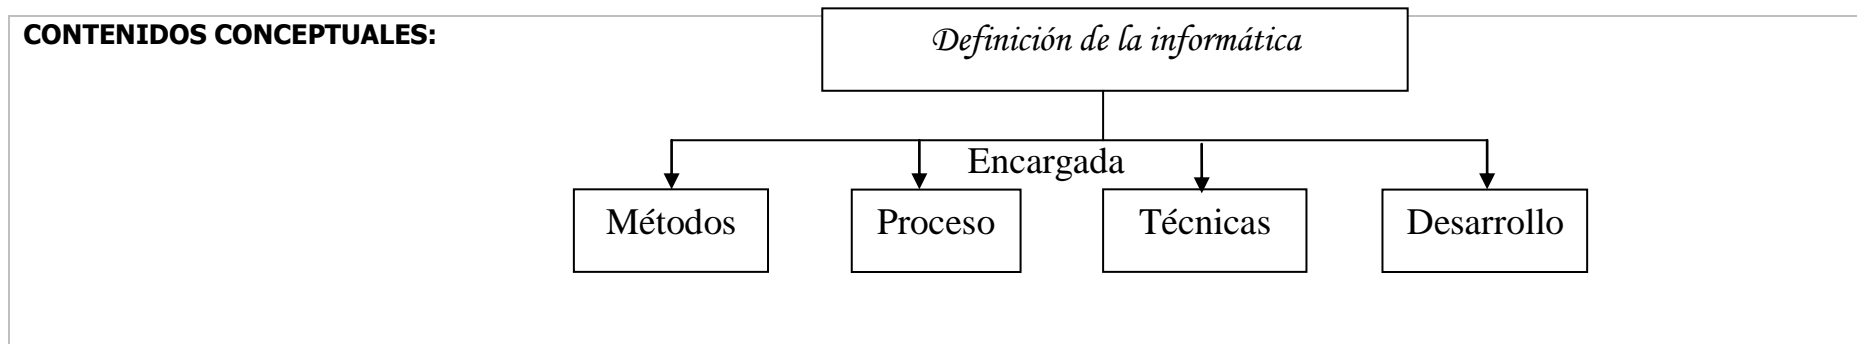 CONTENIDOS CONCEPTUALES:
Definición de la informática
Encargada
Métodos
Proceso
Técnicas
Desarrollo